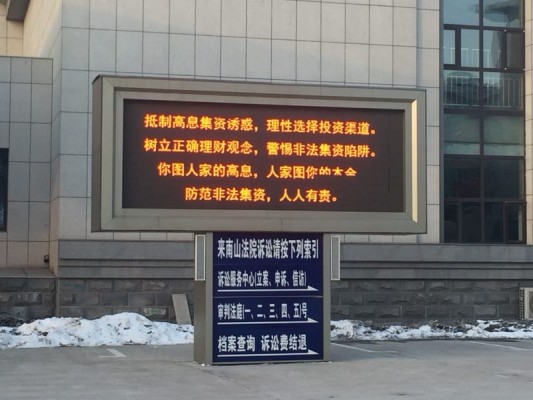 抵制高息集资诱惑，理性选择投资渠道。
树立正确理财观念，警惕非法集资陷阱。
你图人家的高息，人家图你的本金
防范非法集资，人人有责。
来南山法院诉讼请按下列索引
诉讼服务中心(立案、申诉、信访)
审判法庭(一、二、三、四、五)号
档案查询 诉讼费结退